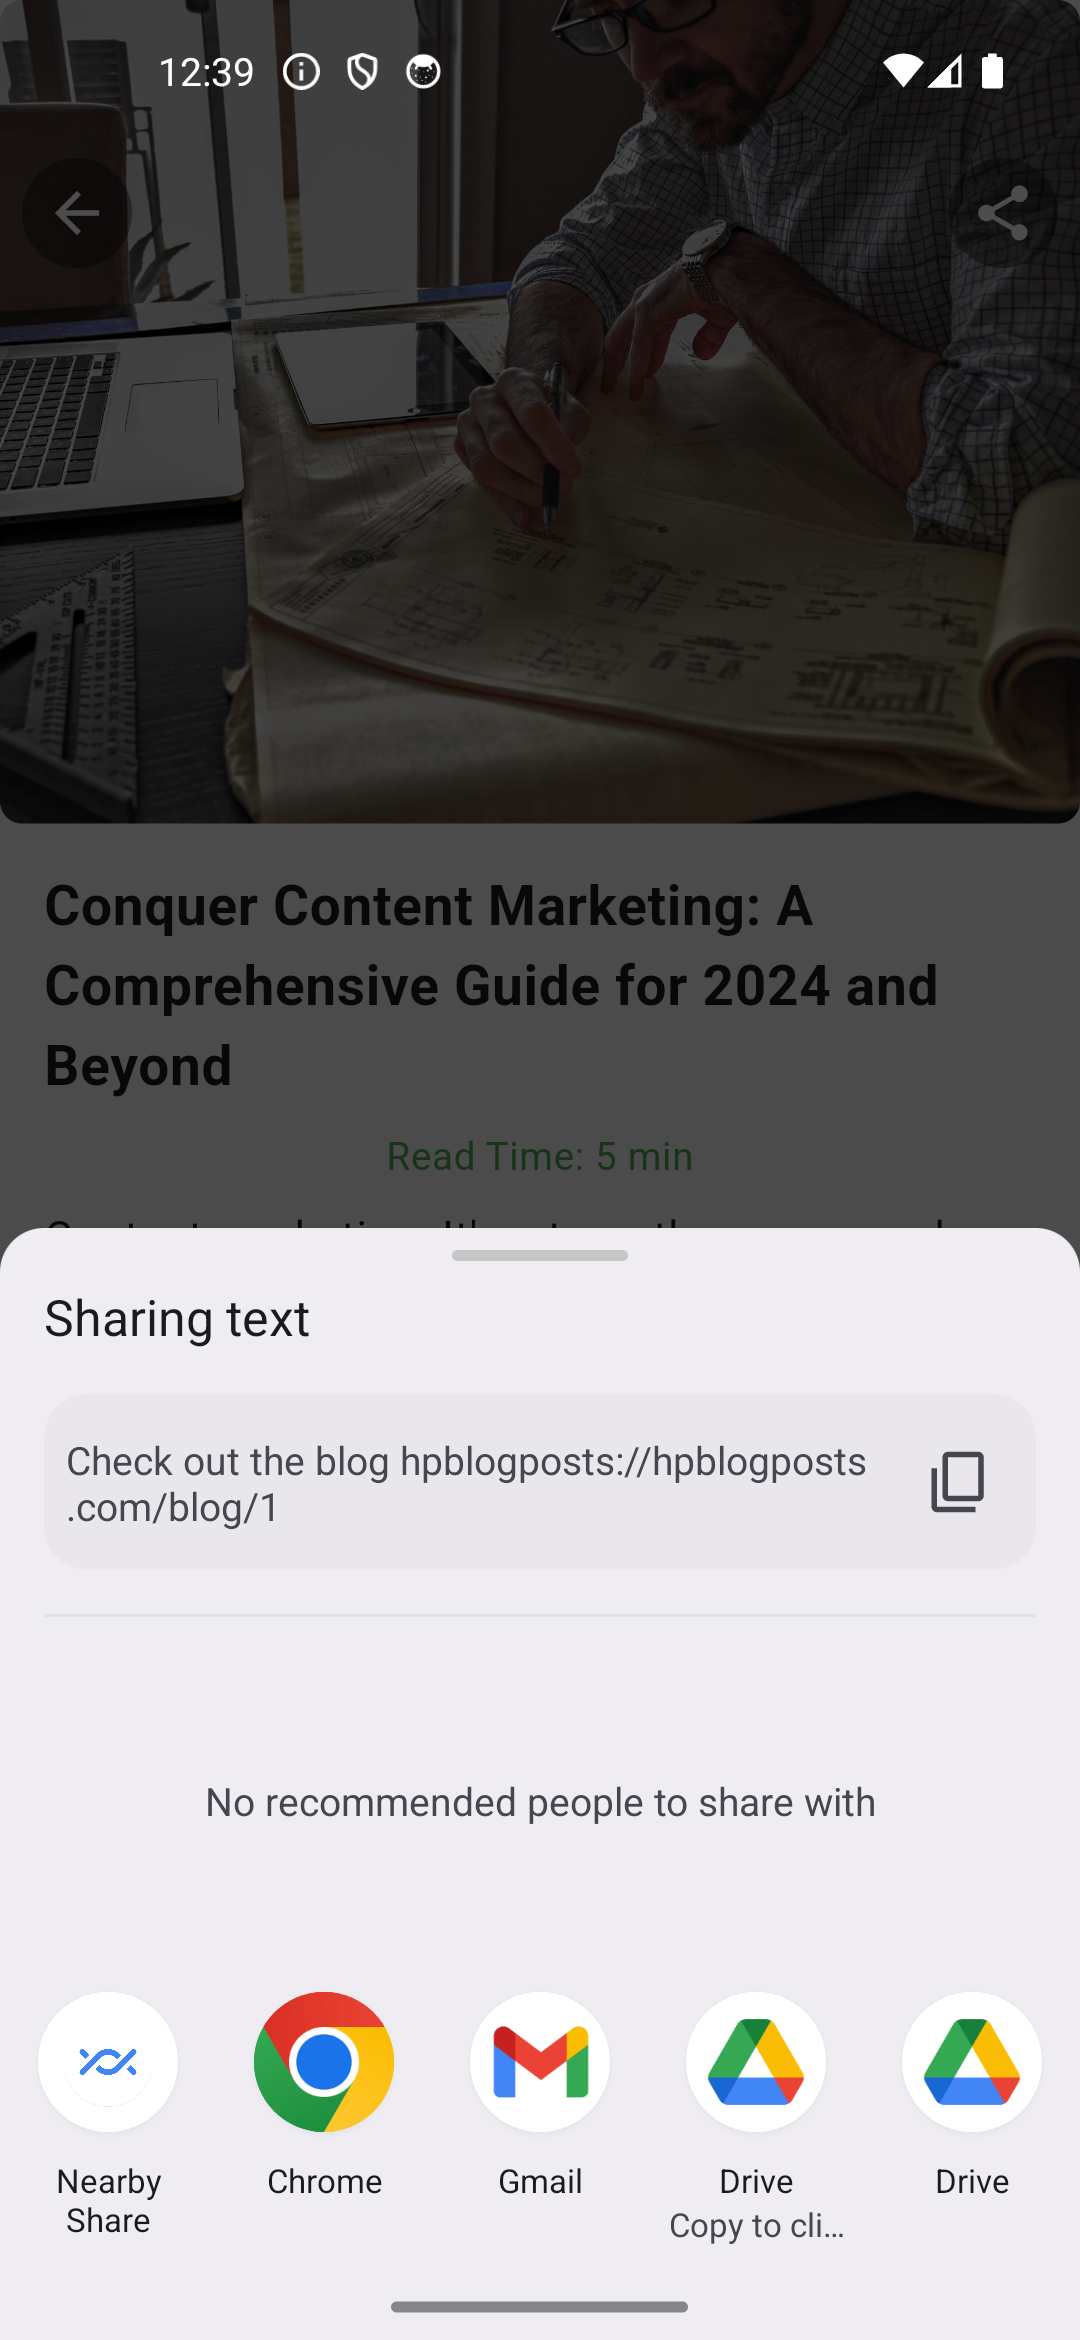 12:39
Conquer Content Marketing: A
Comprehensive Guide for 2024 and
Beyond
Read Time: 5 min
Sharing text
Check out the blog hpblogposts://hpblogposts
.com/blog/1
No recommended people to share with
Nearby
Share
Chrome
Gmail
Drive
Copy to cli…
Drive